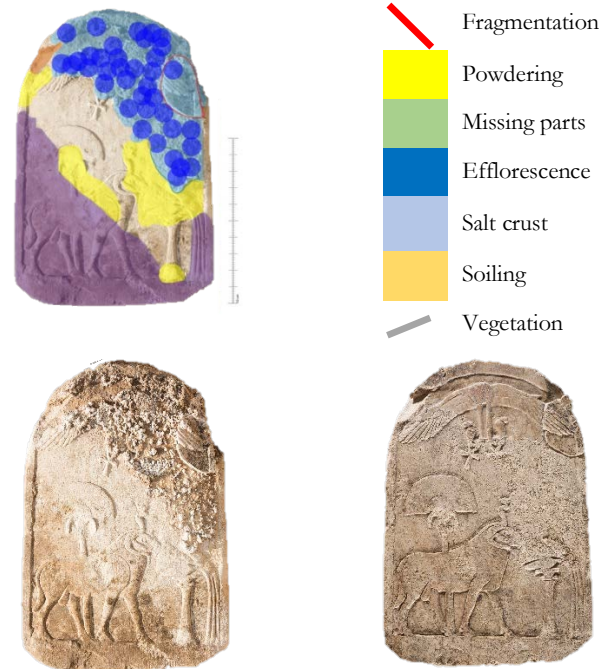 Fragmentation
Powdering
Missing parts
Efflorescence
Salt crust
Soiling
Vegetation